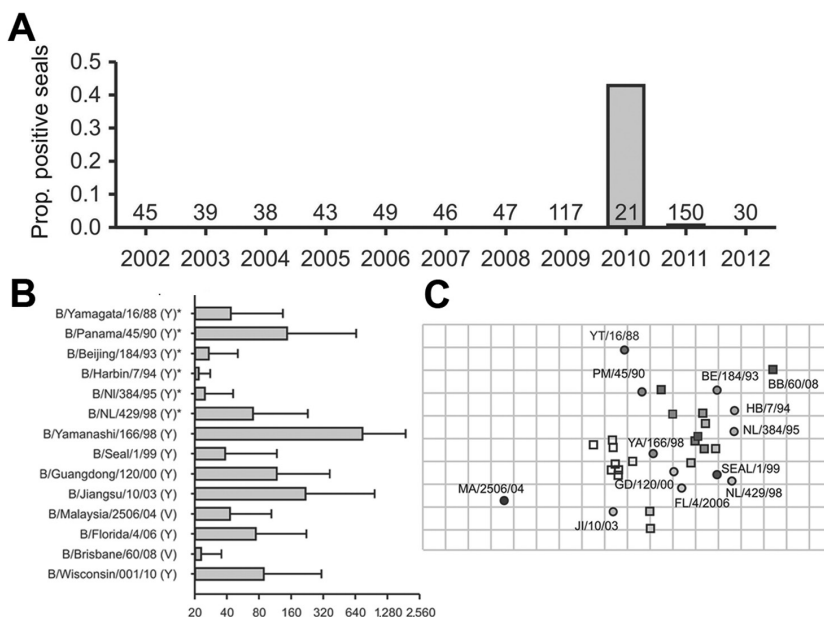 A
Prop. positive seals
0.5
0.4
0.3
0.2
0.1
0.0
45 39 38 43 49 46 47 117 21 150 30
2002 2003 2004 2005 2006 2007 2008 2009 2010 2011 2012
B
B/Yamagata/16/88 (Y)*
B/Panama/45/90 (Y)*
B/Beijing/184/93 (Y)*
B/Harbin/7/94 (Y)*
B/Nl/384/95 (Y)*
B/NL/429/98 (Y)*
B/Yamanashi/166/98 (Y)
B/Seal/1/99 (Y)
B/Guangdong/120/00 (Y)
B/Jiangsu/10/03 (Y)
B/Malaysia/2506/04 (V)
B/Florida/4/06 (Y)
B/Brisbane/60/08 (V)
B/Wisconsin/001/10 (Y)
20 40 80 160 320 640 1,280 2,560
C
YT/16/88
PM/45/90
BE/184/93
BB/60/08
HB/7/94
NL/384/95
YA/166/98
SEAL/1/99
GD/120/00
NL/429/98
MA/2506/04
FL/4/2006
JI/10/03